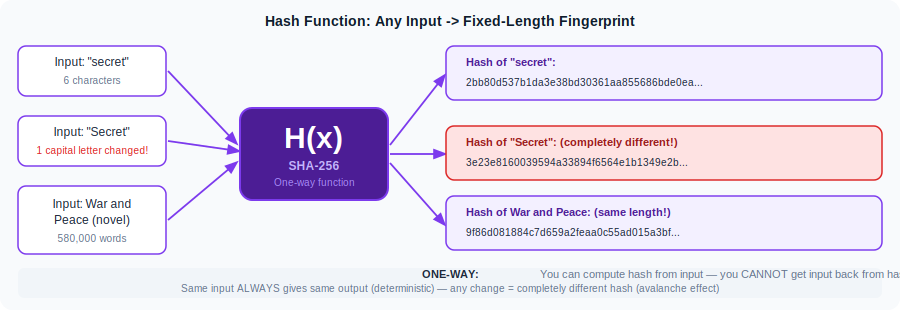 Hash Function: Any Input -> Fixed-Length Fingerprint
Input: "secret"
6 characters
Input: "Secret"
1 capital letter changed!
Input: War and
Peace (novel)
580,000 words
H(x)
SHA-256
One-way function
Hash of "secret":
2bb80d537b1da3e38bd30361aa855686bde0ea...
Hash of "Secret": (completely different!)
3e23e8160039594a33894f6564e1b1349e2b...
Hash of War and Peace: (same length!)
9f86d081884c7d659a2feaa0c55ad015a3bf...
ONE-WAY: You can compute hash from input — you CANNOT get input back from has
Same input ALWAYS gives same output (deterministic) — any change = completely different hash (avalanche effect)